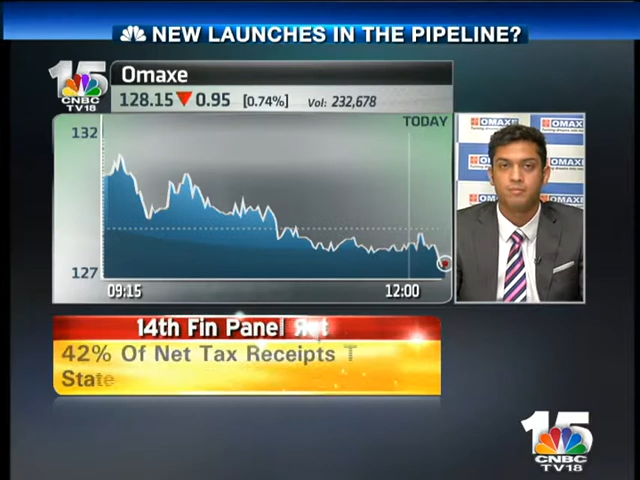 NEW LAUNCHES IN THE PIPELINE?
15
CNBC
TV18
Omaxe
128.15 0.95 [0.74%] Vol: 232,678
132
TODAY
127
09:15
12:00
OMAXE
OMAXE
OMAXE
14th Fin Panel
42% Of Net Tax Receipts T
State
15
CNBC
TV18